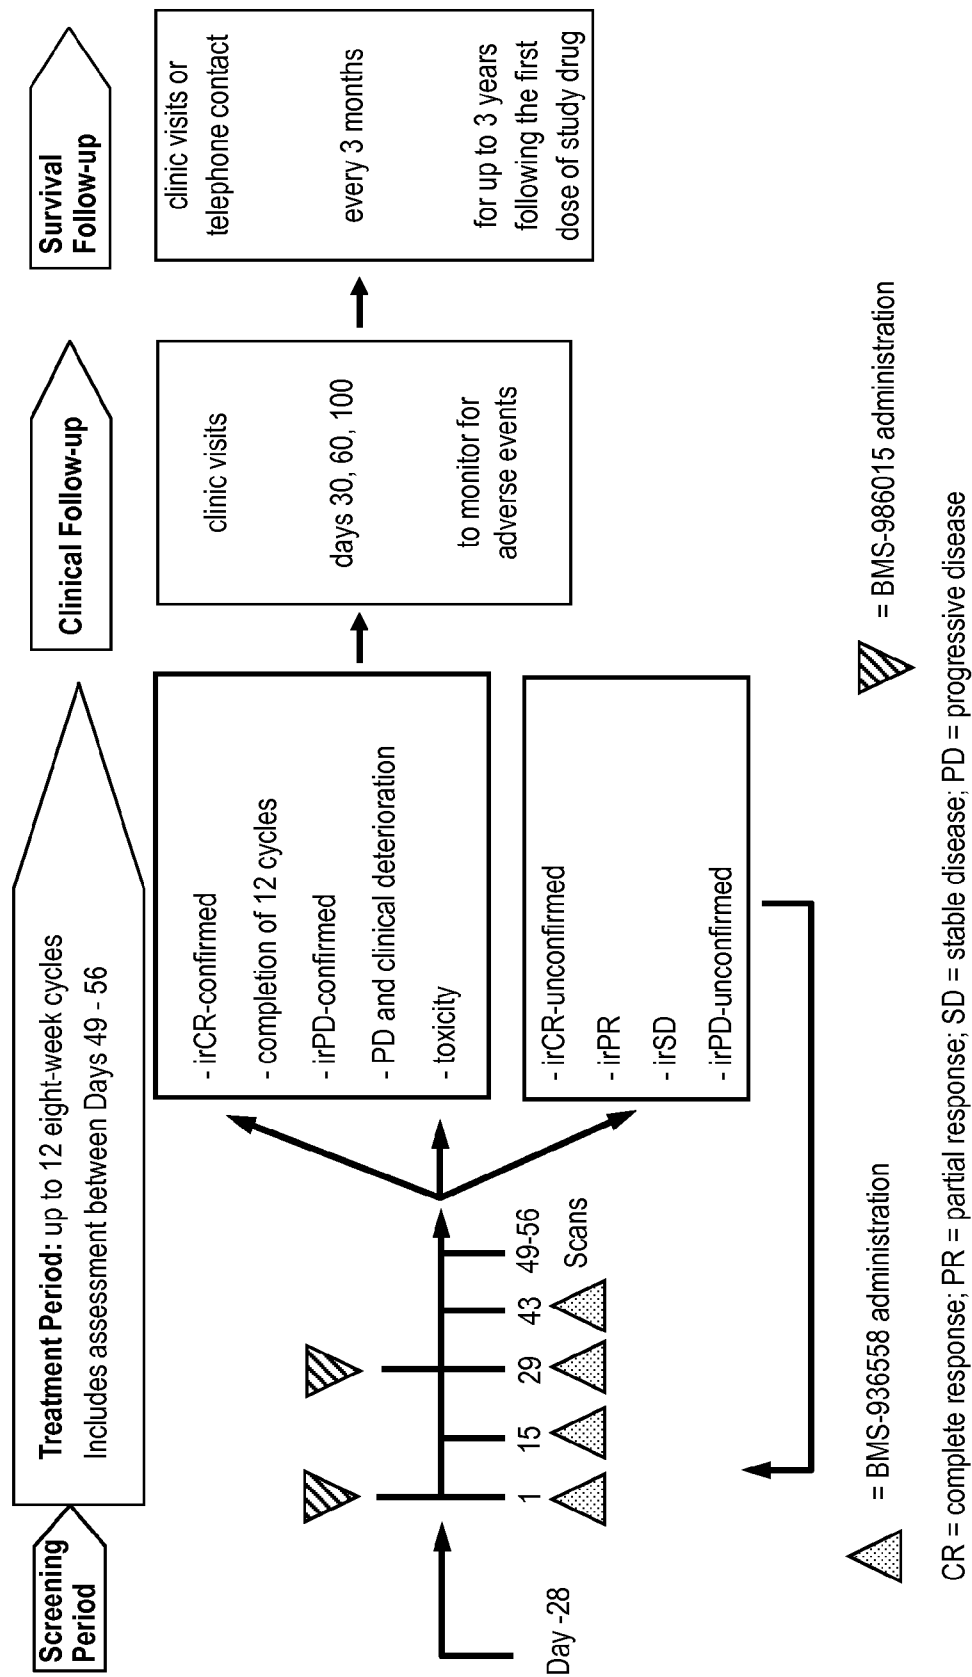 Screening
Period
Treatment Period: up to 12 eight-week cycles
Includes assessment between Days 49 - 56
Clinical Follow-up
Survival
Follow-up
Day -28
1
15
29
43
49-56
Scans
- irCR-confirmed
- completion of 12 cycles
- irPD-confirmed
- PD and clinical deterioration
- toxicity
- irCR-unconfirmed
- irPR
- irSD
- irPD-unconfirmed
clinic visits
days 30, 60, 100
to monitor for
adverse events
clinic visits or
telephone contact
every 3 months
for up to 3 years
following the first
dose of study drug
= BMS-936558 administration
= BMS-986015 administration
CR = complete response; PR = partial response; SD = stable disease; PD = progressive disease